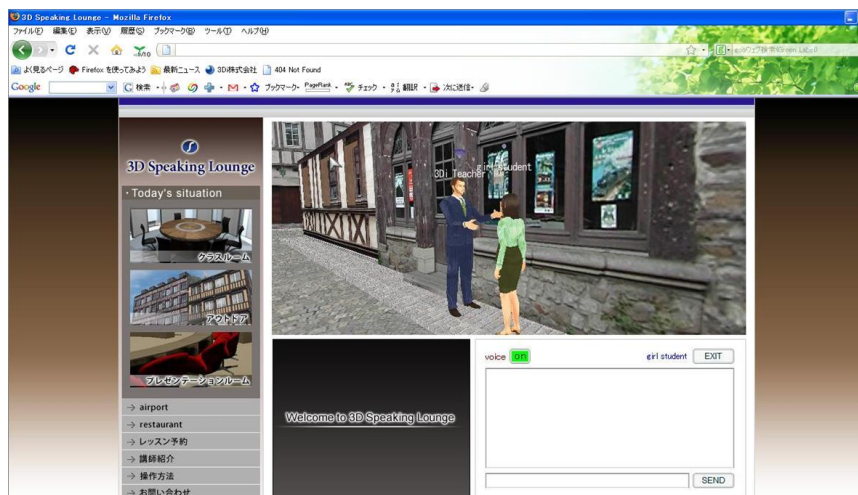 3D Speaking Lounge - Mozilla Firefox
ファイル(F) 編集(E) 表示(V) 履歴(S) ブックマーク(B) ツール(T) ヘルプ(H)
よく見るページ Firefox を使ってみよう 最新ニュース 3Di株式会社 404 Not Found
Google 検索 ブックマーク PageRank チェック 翻訳 次に送信
3D Speaking Lounge
・Today's situation
クラスルーム
アウトドア
プレゼンテーションルーム
→ airport
→ restaurant
→ レッスン予約
→ 講師紹介
→ 操作方法
→ お問い合わせ
girl student
3Di Teacher
Welcome to 3D Speaking Lounge
voice on girl student EXIT
SEND